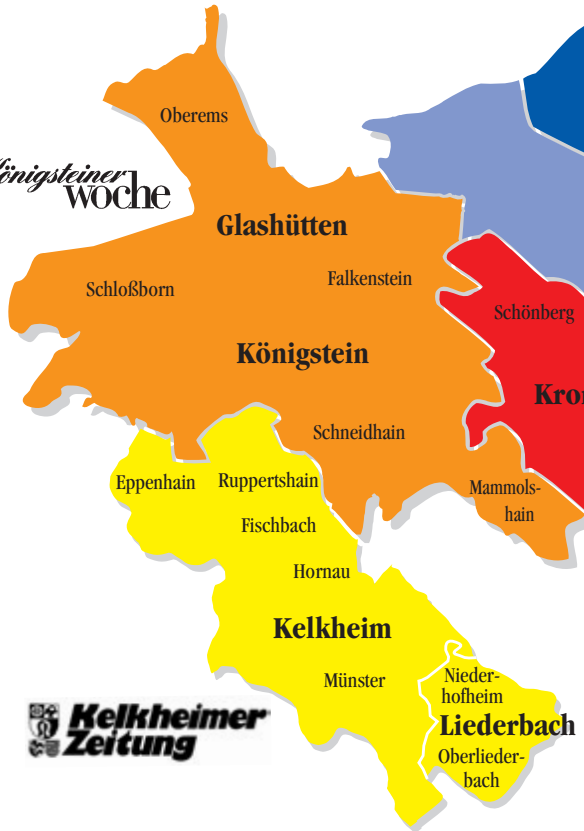 Oberems
Königsteiner
woche
Glashütten
Falkenstein
Schloßborn
Schönberg
Königstein
Kron
Schneidhain
Eppenhain
Ruppertshain
Mammols-
hain
Fischbach
Hornau
Kelkheim
Münster
Nieder-
hofheim
Liederbach
Oberlieder-
bach
Kelkheimer
Zeitung